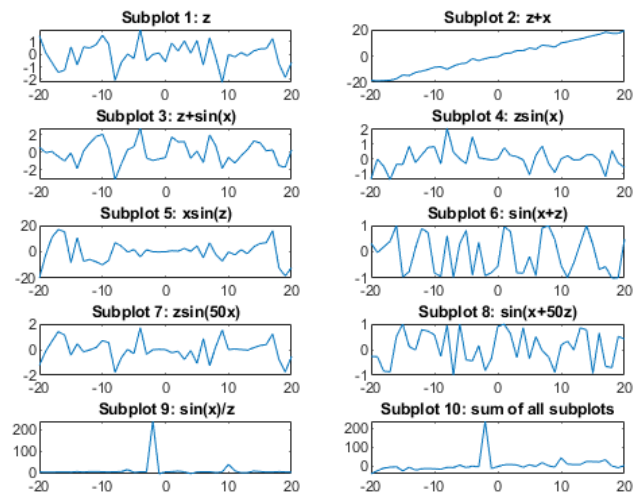 Subplot 1: z
1
0
-1
-2
-20 -10 0 10 20
Subplot 2: z+x
20
0
-20
-20 -10 0 10 20
Subplot 3: z+sin(x)
2
0
-2
-20 -10 0 10 20
Subplot 4: zsin(x)
2
1
0
-1
-20 -10 0 10 20
Subplot 5: xsin(z)
20
0
-20
-20 -10 0 10 20
Subplot 6: sin(x+z)
1
0
-1
-20 -10 0 10 20
Subplot 7: zsin(50x)
2
0
-2
-20 -10 0 10 20
Subplot 8: sin(x+50z)
1
0
-1
-20 -10 0 10 20
Subplot 9: sin(x)/z
200
100
0
-20 -10 0 10 20
Subplot 10: sum of all subplots
200
100
0
-20 -10 0 10 20